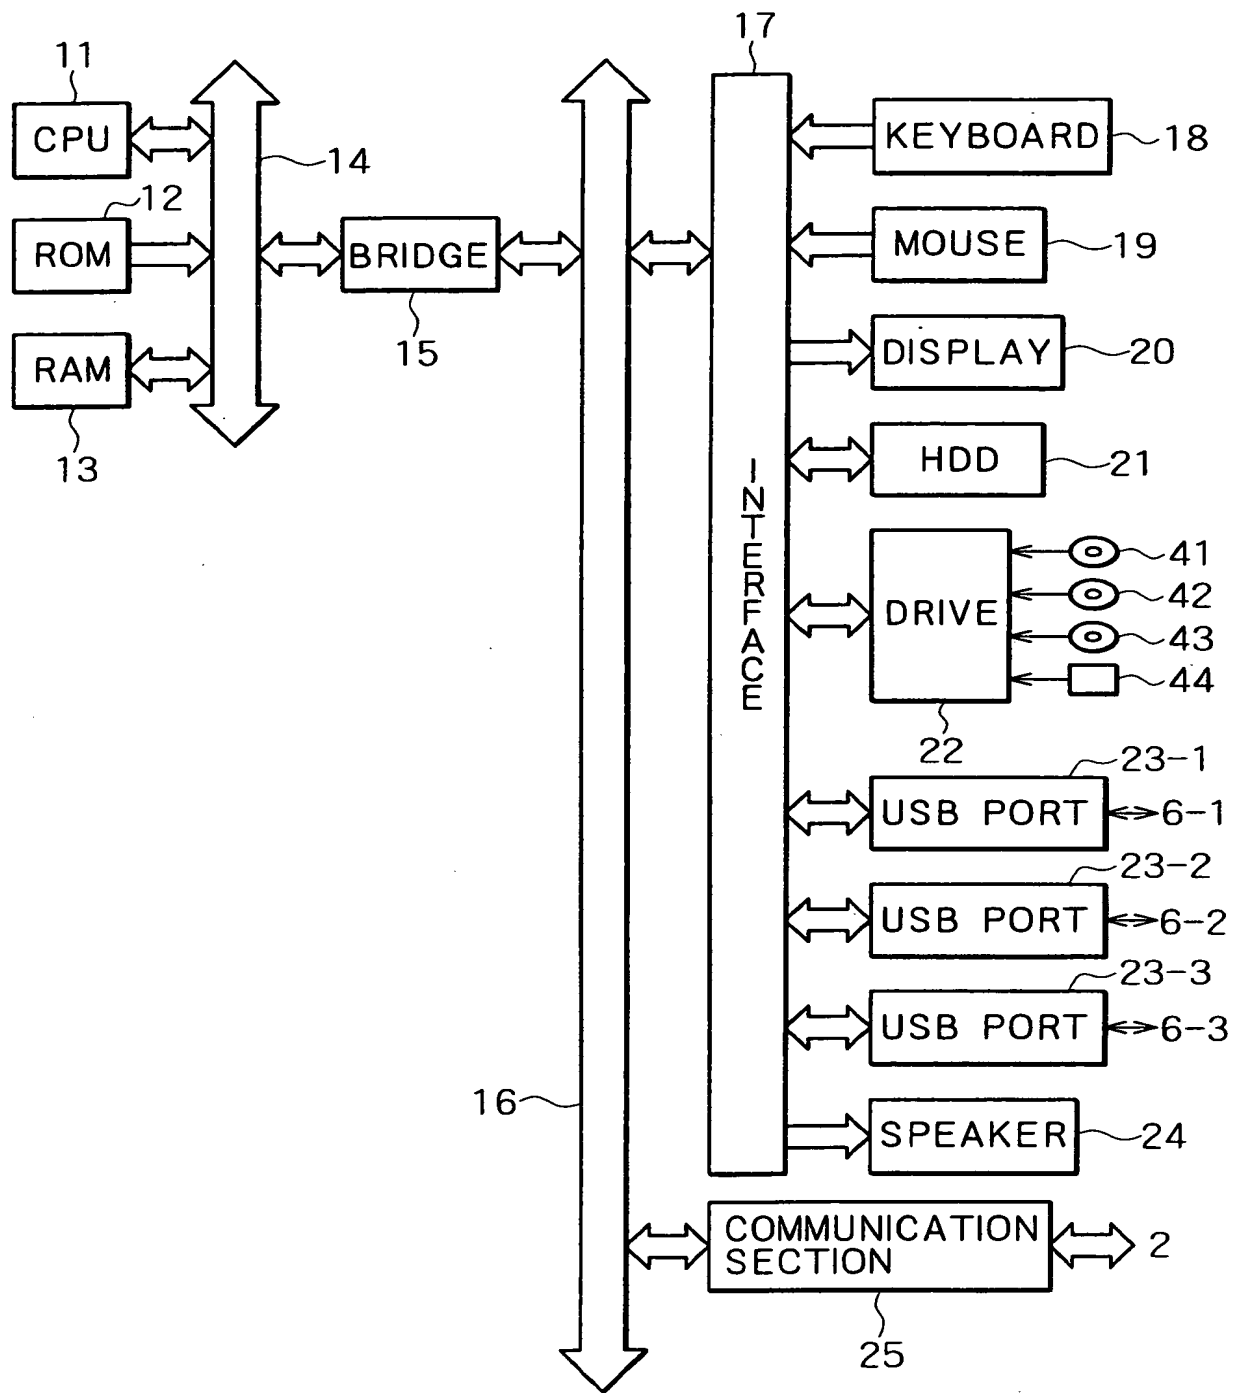 17
11
CPU
14
12
ROM
RAM
13
BRIDGE
15
KEYBOARD
18
MOUSE
19
DISPLAY
20
HDD
21
INTERFACE
DRIVE
41
42
43
44
22
23-1
USB PORT
6-1
23-2
USB PORT
6-2
23-3
USB PORT
6-3
16
SPEAKER
24
COMMUNICATION
SECTION
2
25